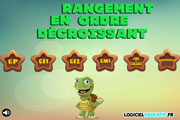 RANGEMENT
EN ORDRE
DÉCROISSANT
CP
CE1
CE2
CM1
LOGICIELEDUCATIF.FR